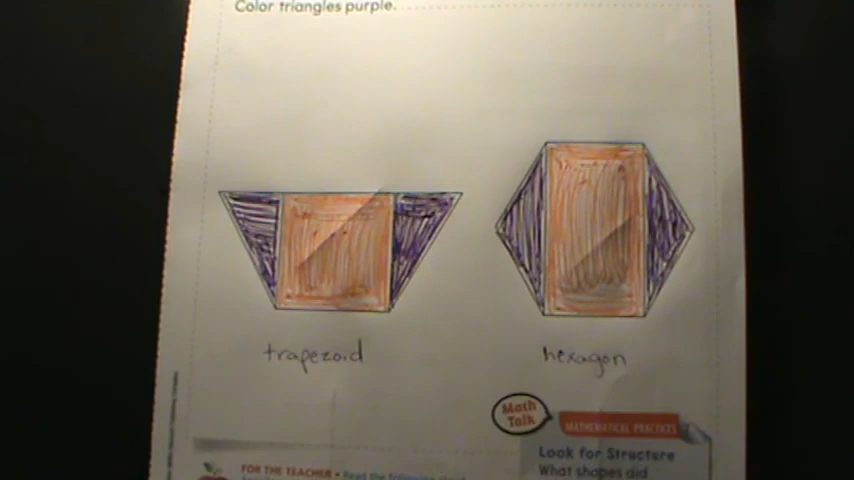 Color triangles purple.
trapezoid
hexagon
Math
Talk
MATHEMATICAL PRACTICES
Look for Structure
What shapes did
FOR THE TEACHER • Read the following